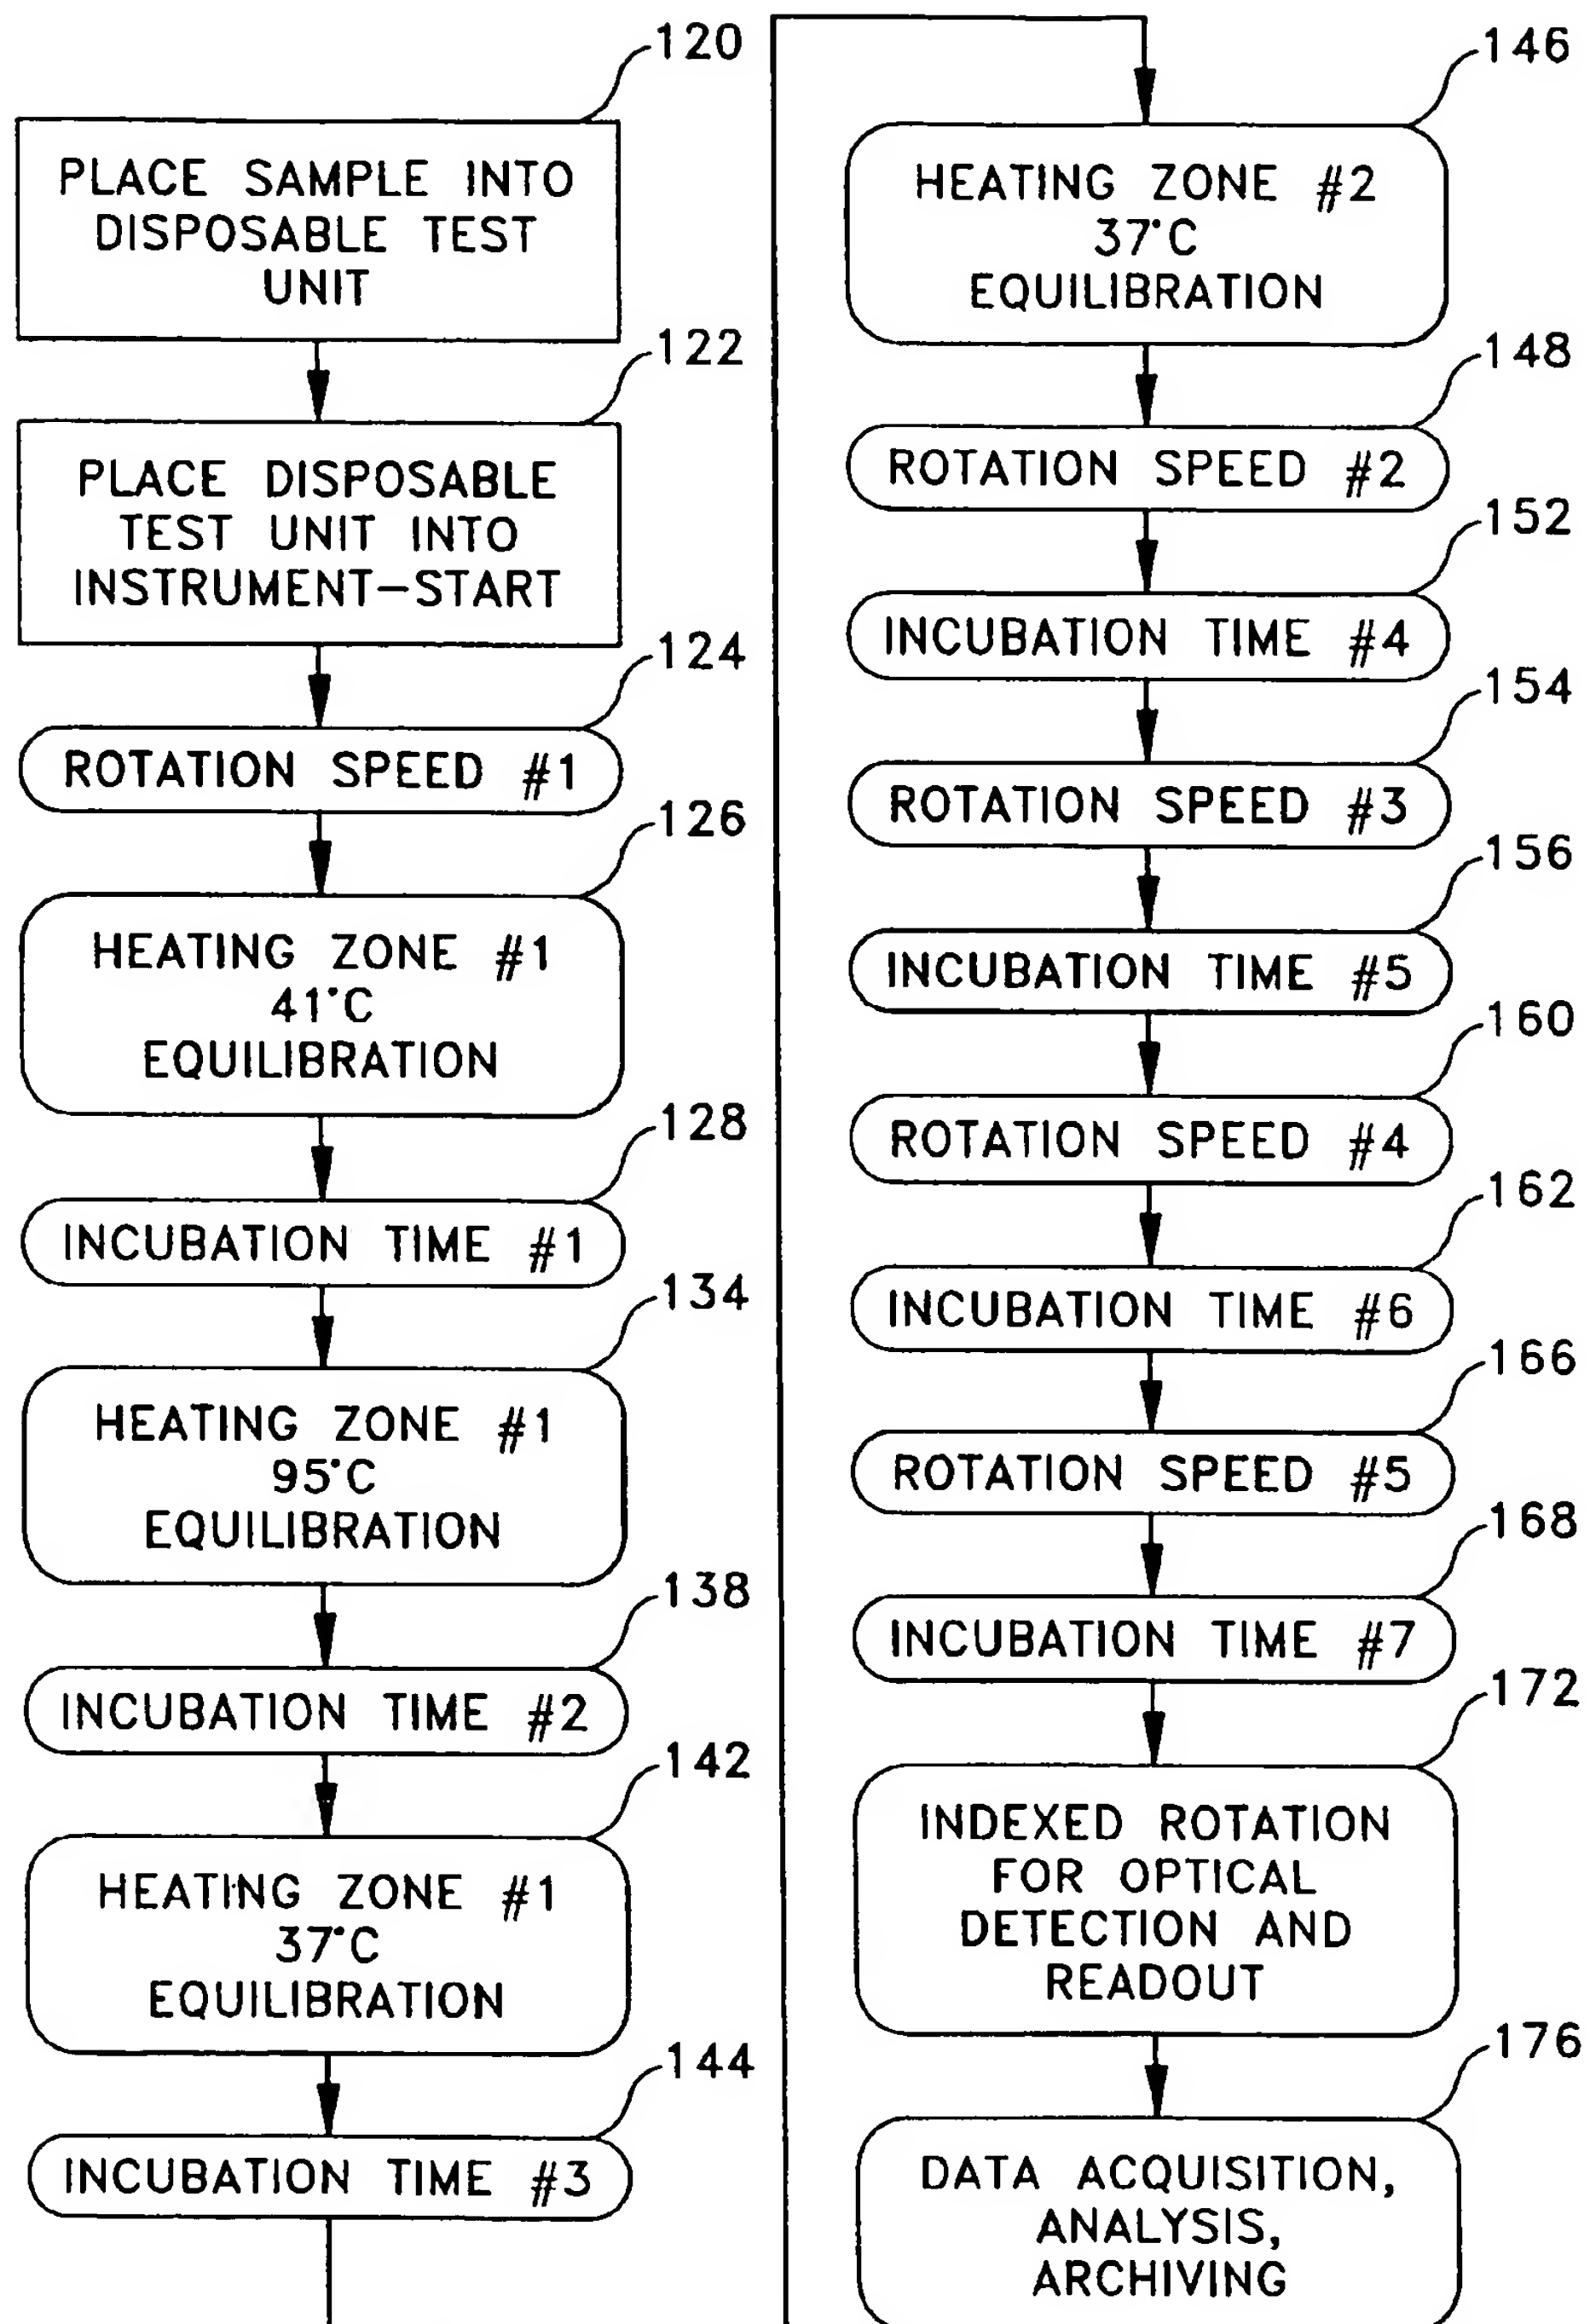 120
PLACE SAMPLE INTO
DISPOSABLE TEST
UNIT
122
PLACE DISPOSABLE
TEST UNIT INTO
INSTRUMENT-START
124
ROTATION SPEED #1
126
HEATING ZONE #1
41°C
EQUILIBRATION
128
INCUBATION TIME #1
134
HEATING ZONE #1
95°C
EQUILIBRATION
138
INCUBATION TIME #2
142
HEATING ZONE #1
37°C
EQUILIBRATION
144
INCUBATION TIME #3
146
HEATING ZONE #2
37°C
EQUILIBRATION
148
ROTATION SPEED #2
152
INCUBATION TIME #4
154
ROTATION SPEED #3
156
INCUBATION TIME #5
160
ROTATION SPEED #4
162
INCUBATION TIME #6
166
ROTATION SPEED #5
168
INCUBATION TIME #7
172
INDEXED ROTATION
FOR OPTICAL
DETECTION AND
READOUT
176
DATA ACQUISITION,
ANALYSIS,
ARCHIVING